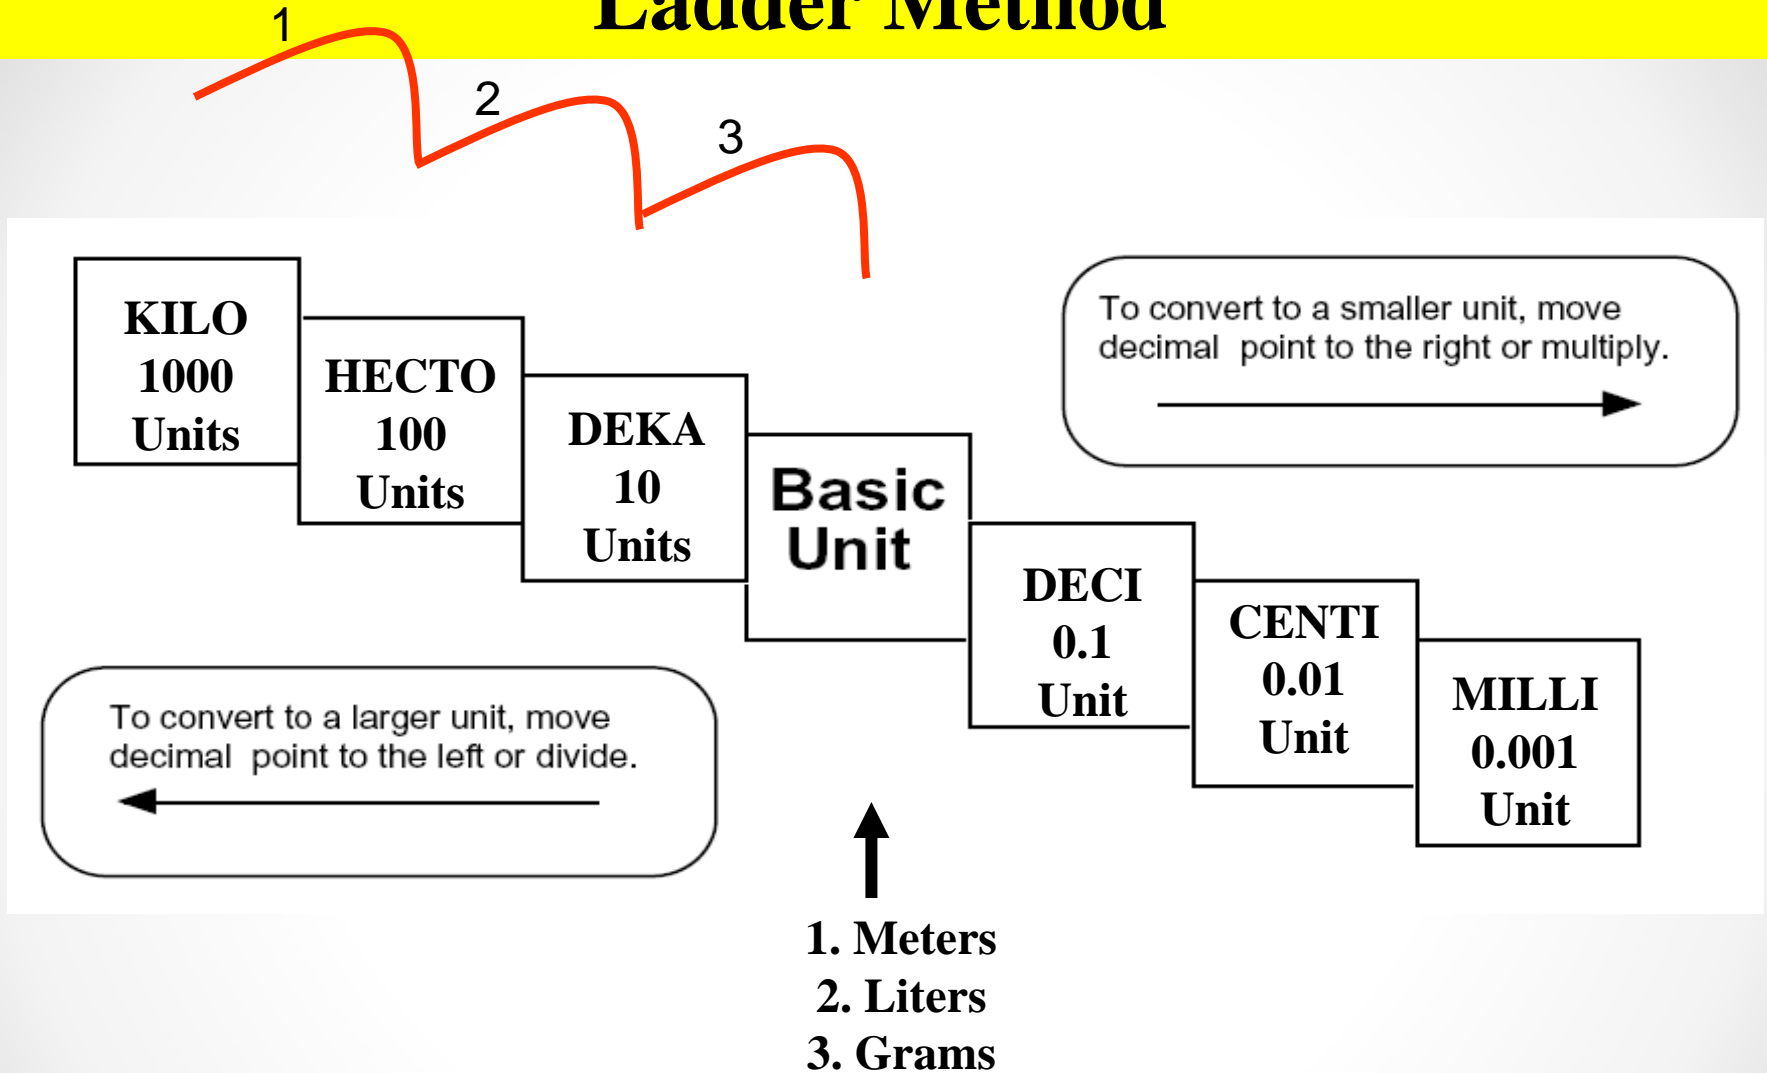 Ladder Method
1
2
3
KILO
1000
Units
HECTO
100
Units
DEKA
10
Units
Basic
Unit
DECI
0.1
Unit
CENTI
0.01
Unit
MILLI
0.001
Unit
To convert to a smaller unit, move
decimal point to the right or multiply.
To convert to a larger unit, move
decimal point to the left or divide.
1. Meters
2. Liters
3. Grams